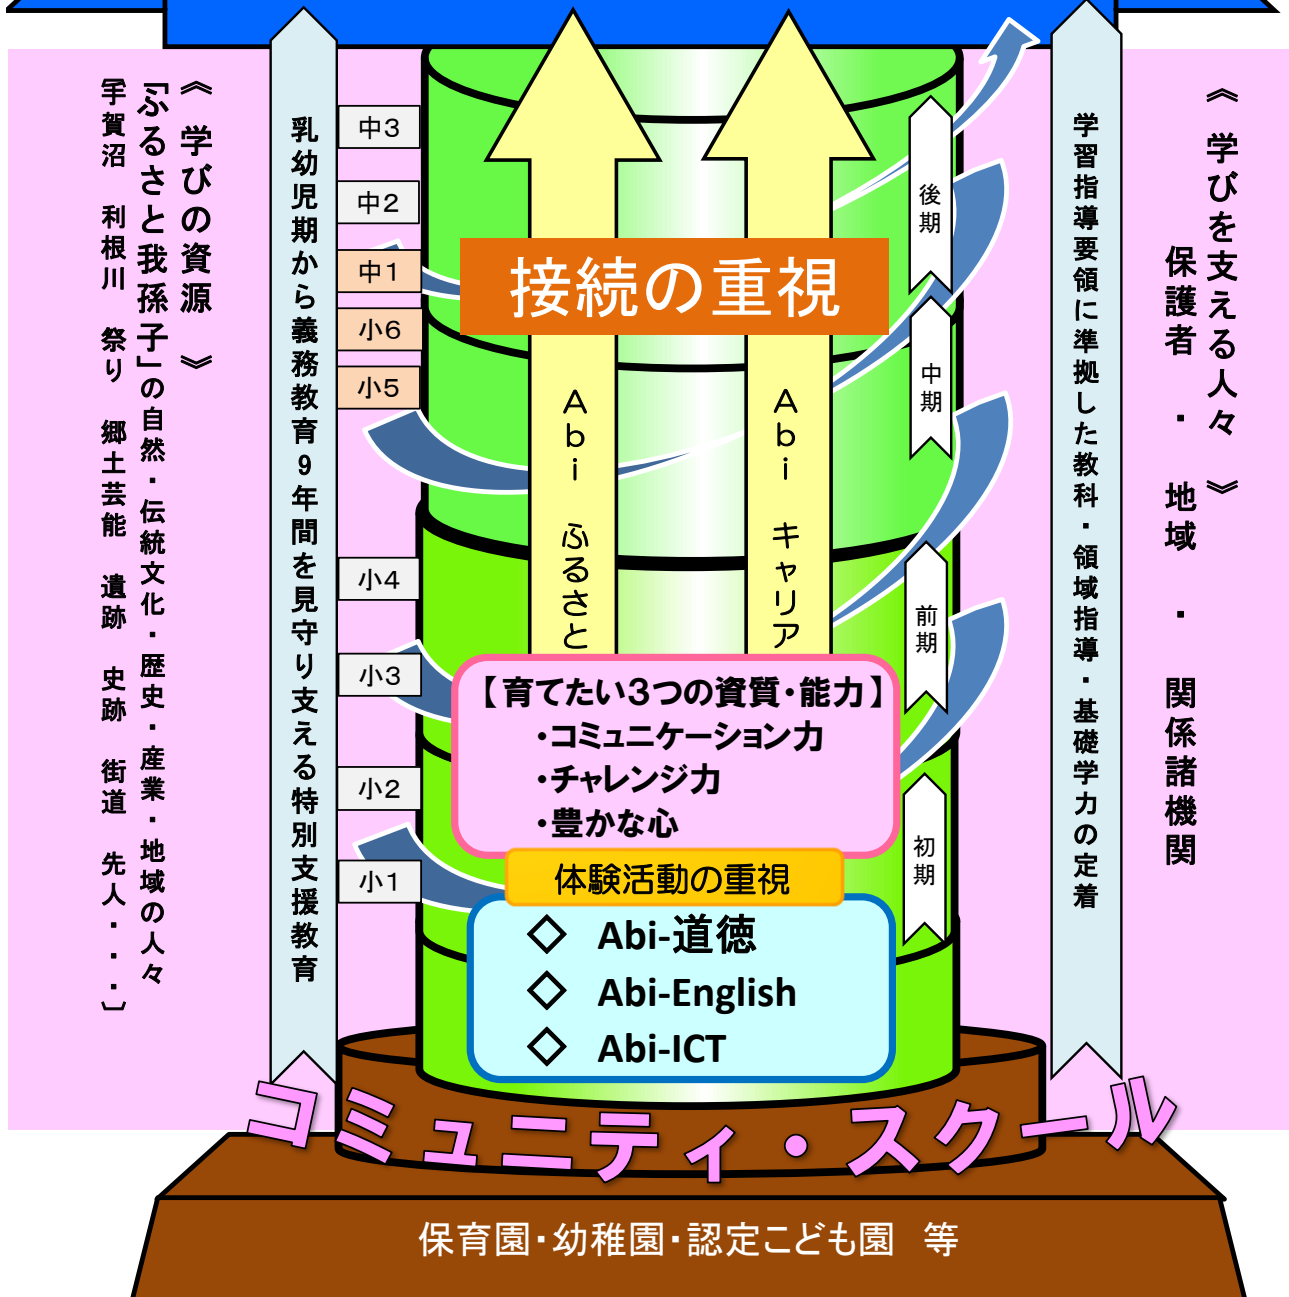 《 学びを支える人々 》
保護者 ・ 地域 ・ 関係諸機関
学習指導要領に準拠した教科・領域指導・基礎学力の定着
後期
中期
前期
初期
接続の重視
Abi キャリア
Abi ふるさと
中3
中2
中1
小6
小5
小4
小3
小2
小1
乳幼児期から義務教育9年間を見守り支える特別支援教育
《 学びの資源 》
「ふるさと我孫子」の自然・伝統文化・歴史・産業・地域の人々
〔手賀沼 利根川 祭り 郷土芸能 遺跡 史跡 街道 先人・・・〕
【育てたい3つの資質・能力】
・コミュニケーション力
・チャレンジ力
・豊かな心
体験活動の重視
◇ Abi-道徳
◇ Abi-English
◇ Abi-ICT
コミュニティ・スクール
保育園・幼稚園・認定こども園 等